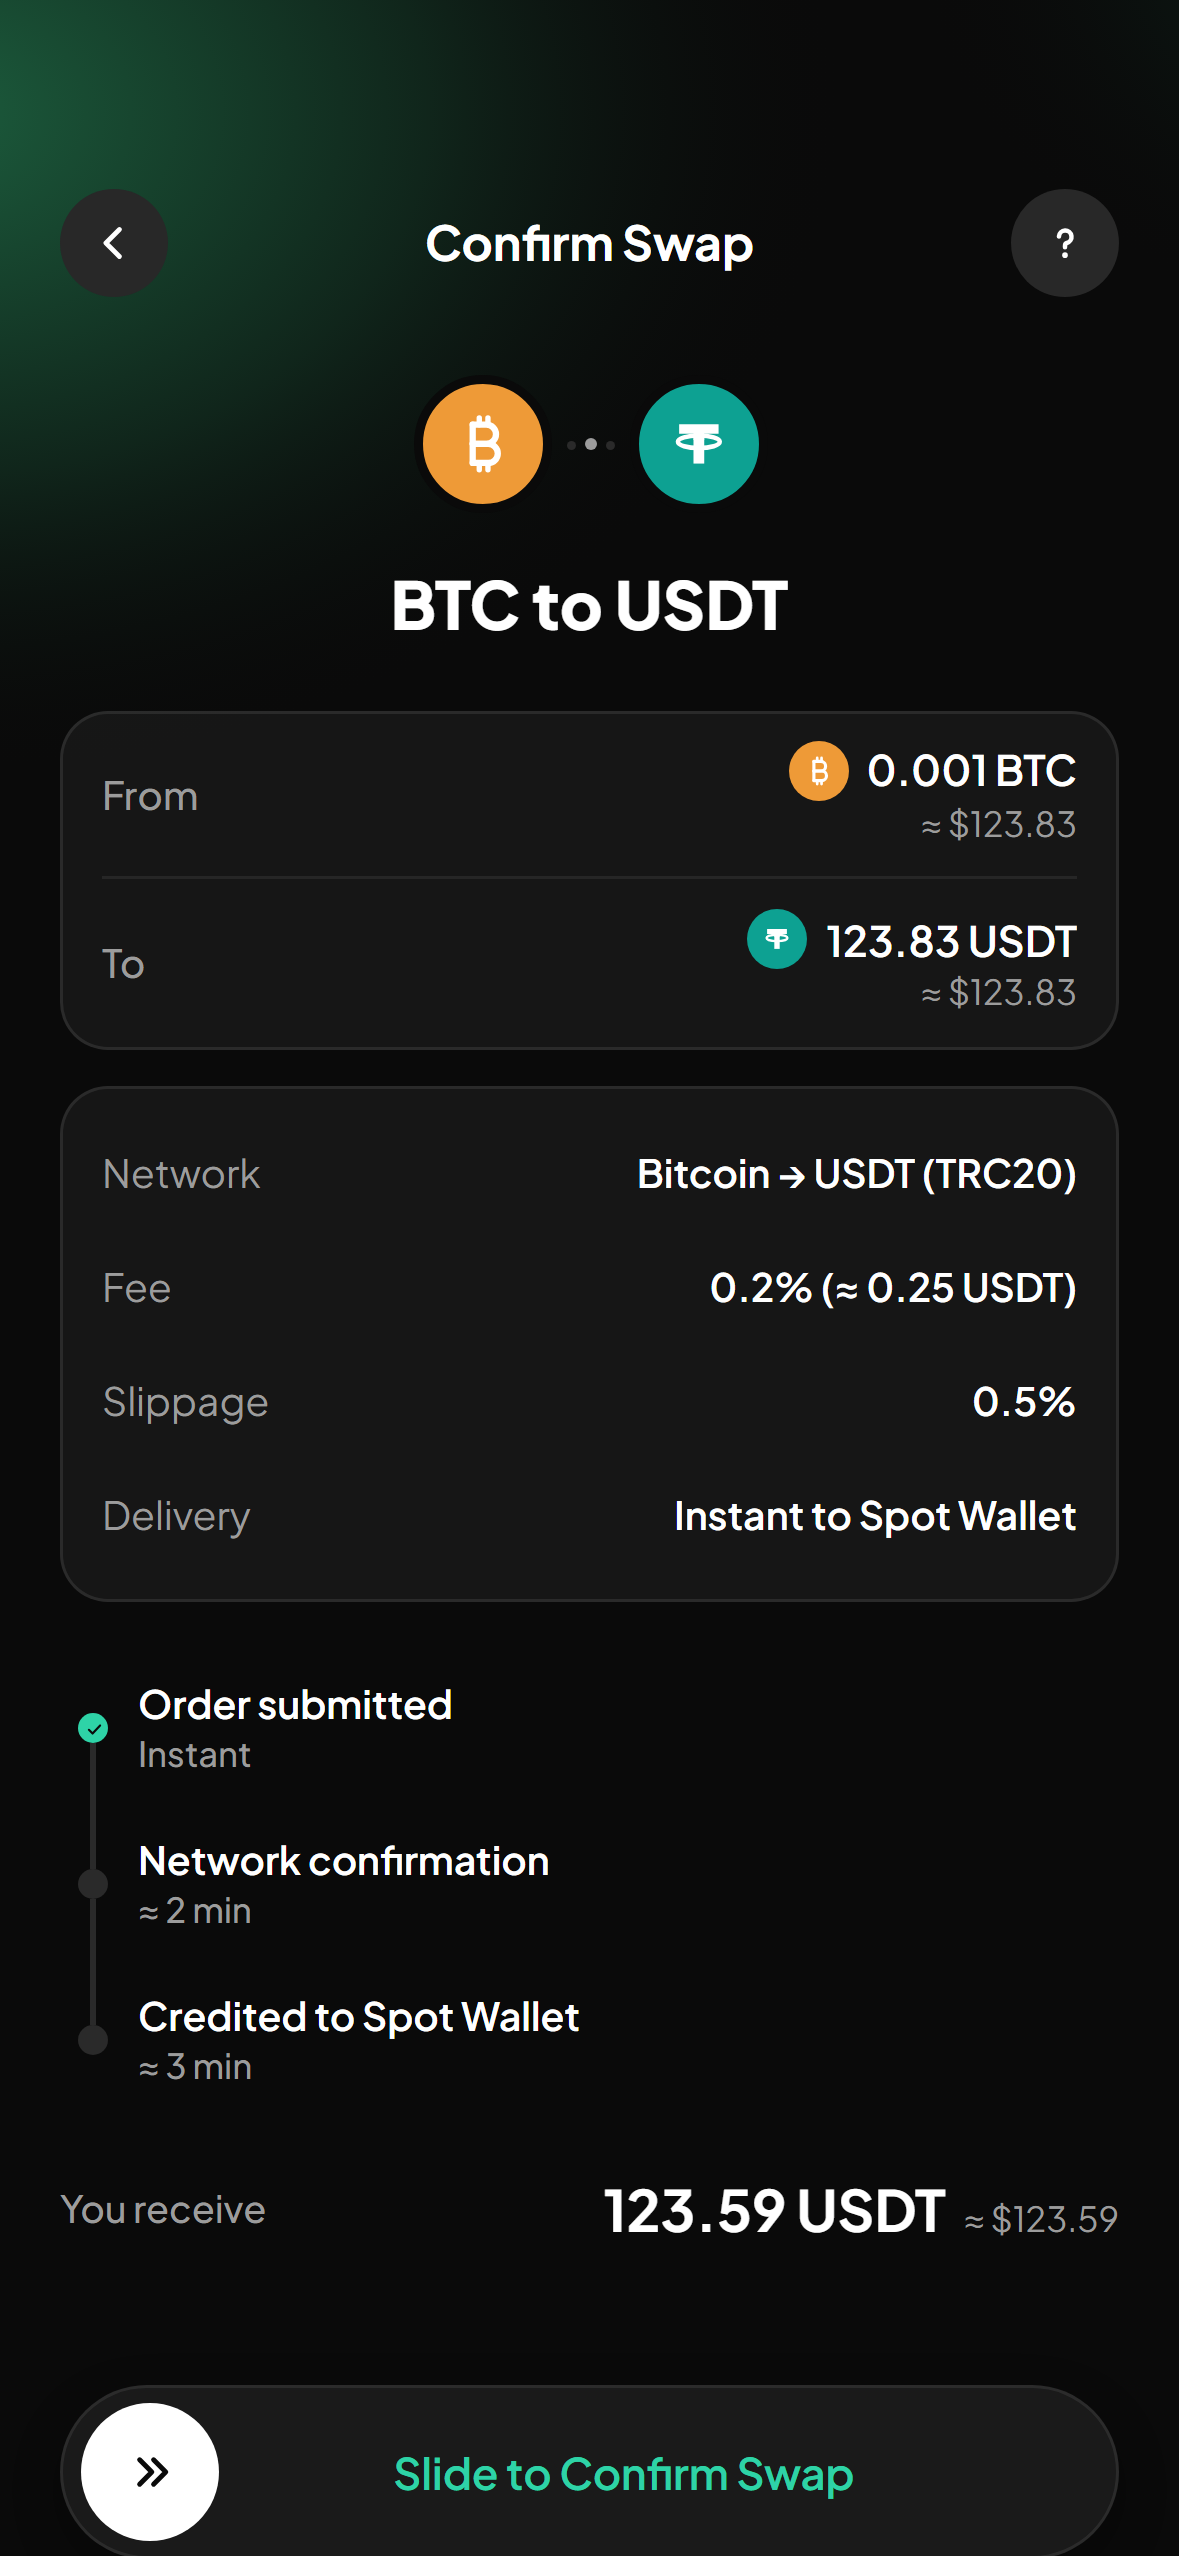 Confirm Swap
?
BTC to USDT
From
0.001 BTC
≈ $123.83
To
123.83 USDT
≈ $123.83
Network
Bitcoin → USDT (TRC20)
Fee
0.2% (≈ 0.25 USDT)
Slippage
0.5%
Delivery
Instant to Spot Wallet
Order submitted
Instant
Network confirmation
≈ 2 min
Credited to Spot Wallet
≈ 3 min
You receive
123.59 USDT ≈ $123.59
Slide to Confirm Swap